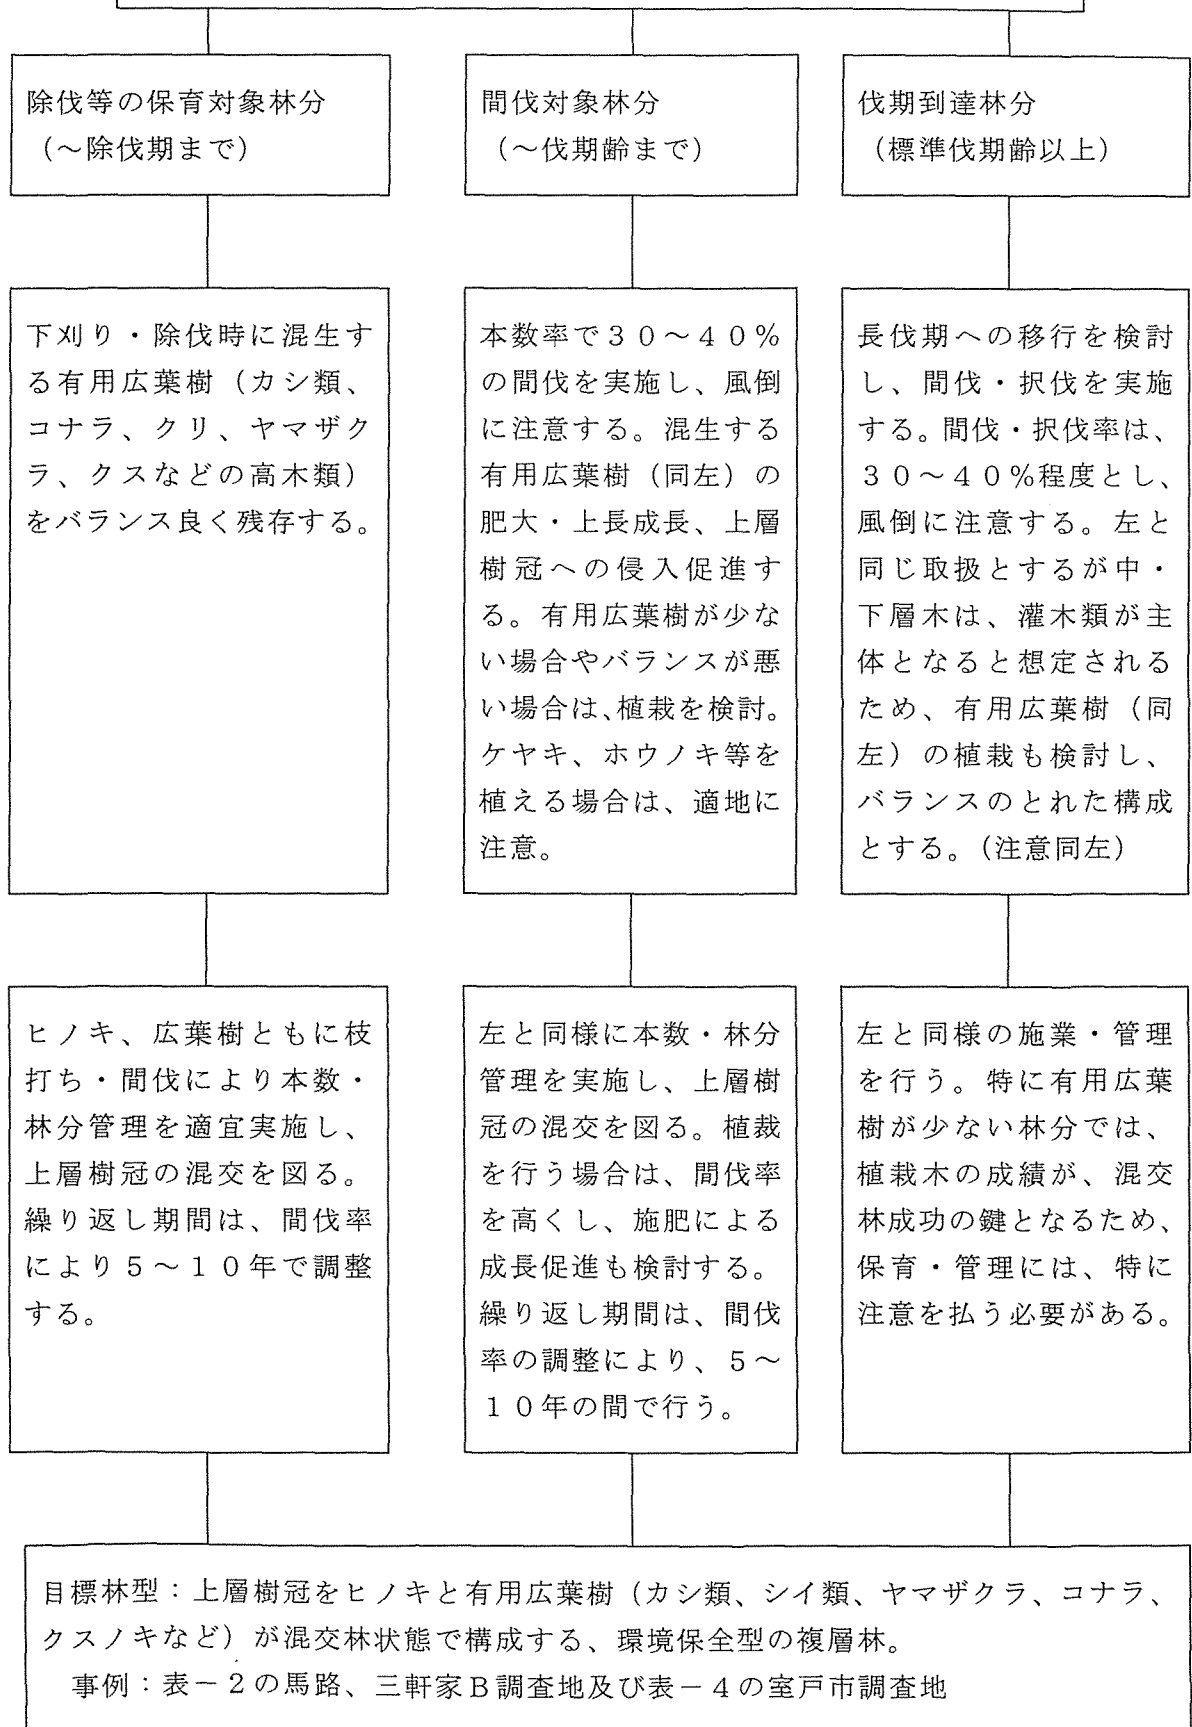 除伐等の保育対象林分
（～除伐期まで）
間伐対象林分
（～伐期齢まで）
伐期到達林分
（標準伐期齢以上）
下刈り・除伐時に混生す
る有用広葉樹（カシ類、
コナラ、クリ、ヤマザク
ラ、クスなどの高木類）
をバランス良く残存する。
本数率で３０～４０％
の間伐を実施し、風倒
に注意する。混生する
有用広葉樹（同左）の
肥大・上長成長、上層
樹冠への侵入促進す
る。有用広葉樹が少な
い場合やバランスが悪
い場合は、植栽を検討。
ケヤキ、ホウノキ等を
植える場合は、適地に
注意。
長伐期への移行を検討
し、間伐・択伐を実施
する。間伐・択伐率は、
３０～４０％程度とし、
風倒に注意する。左と
同じ取扱とするが中・
下層木は、灌木類が主
体となると想定される
ため、有用広葉樹（同
左）の植栽も検討し、
バランスのとれた構成
とする。（注意同左）
ヒノキ、広葉樹ともに枝
打ち・間伐により本数・
林分管理を適宜実施し、
上層樹冠の混交を図る。
繰り返し期間は、間伐率
により５～１０年で調整
する。
左と同様に本数・林分
管理を実施し、上層樹
冠の混交を図る。植裁
を行う場合は、間伐率
を高くし、施肥による
成長促進も検討する。
繰り返し期間は、間伐
率の調整により、５～
１０年の間で行う。
左と同様の施業・管理
を行う。特に有用広葉
樹が少ない林分では、
植栽木の成績が、混交
林成功の鍵となるため、
保育・管理には、特に
注意を払う必要がある。
目標林型：上層樹冠をヒノキと有用広葉樹（カシ類、シイ類、ヤマザクラ、コナラ、
クスノキなど）が混交林状態で構成する、環境保全型の複層林。
事例：表－２の馬路、三軒家Ｂ調査地及び表－４の室戸市調査地